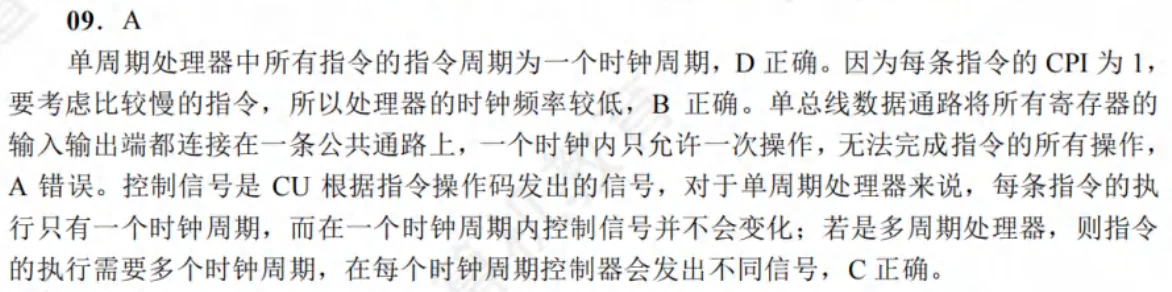 09. A
单周期处理器中所有指令的指令周期为一个时钟周期，D 正确。因为每条指令的 CPI 为 1，
要考虑比较慢的指令，所以处理器的时钟频率较低，B 正确。单总线数据通路将所有寄存器的
输入输出端都连接在一条公共通路上，一个时钟内只允许一次操作，无法完成指令的所有操作，
A 错误。控制信号是 CU 根据指令操作码发出的信号，对于单周期处理器来说，每条指令的执
行只有一个时钟周期，而在一个时钟周期内控制信号并不会变化；若是多周期处理器，则指令
的执行需要多个时钟周期，在每个时钟周期控制器会发出不同信号，C 正确。